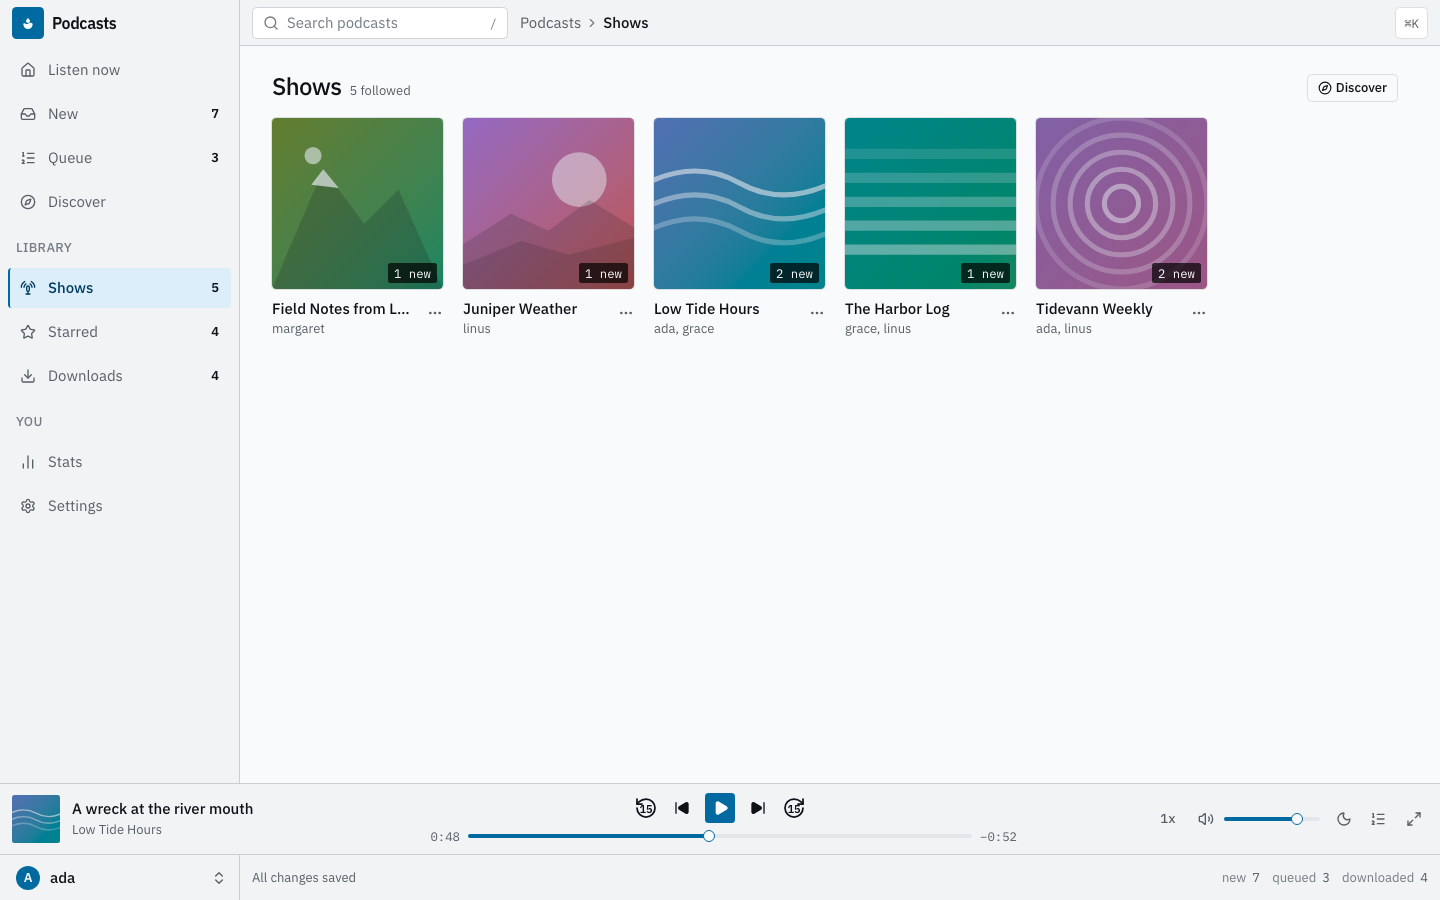 Podcasts
Search podcasts /
Podcasts > Shows
⌘K
Listen now
New 7
Queue 3
Discover
LIBRARY
Shows 5
Starred 4
Downloads 4
YOU
Stats
Settings
Shows 5 followed
Discover
1 new
Field Notes from L... ...
margaret
1 new
Juniper Weather ...
linus
2 new
Low Tide Hours ...
ada, grace
1 new
The Harbor Log ...
grace, linus
2 new
Tidevann Weekly ...
ada, linus
A wreck at the river mouth
Low Tide Hours
15
15
0:48
−0:52
1x
A ada
All changes saved
new 7 queued 3 downloaded 4